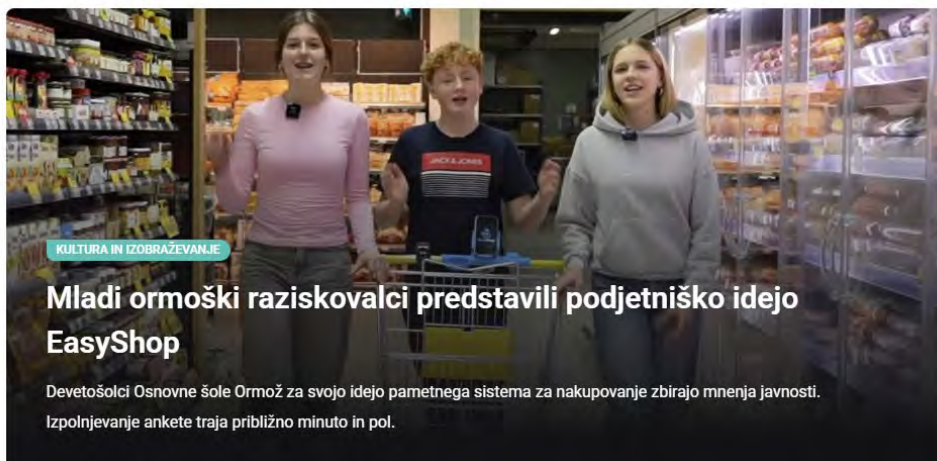 JACK&JONES
KULTURA IN IZOBRAŽEVANJE
Mladi ormoški raziskovalci predstavili podjetniško idejo
EasyShop
Devetošolci Osnovne šole Ormož za svojo idejo pametnega sistema za nakupovanje zbirajo mnenja javnosti.
Izpolnjevanje ankete traja približno minuto in pol.